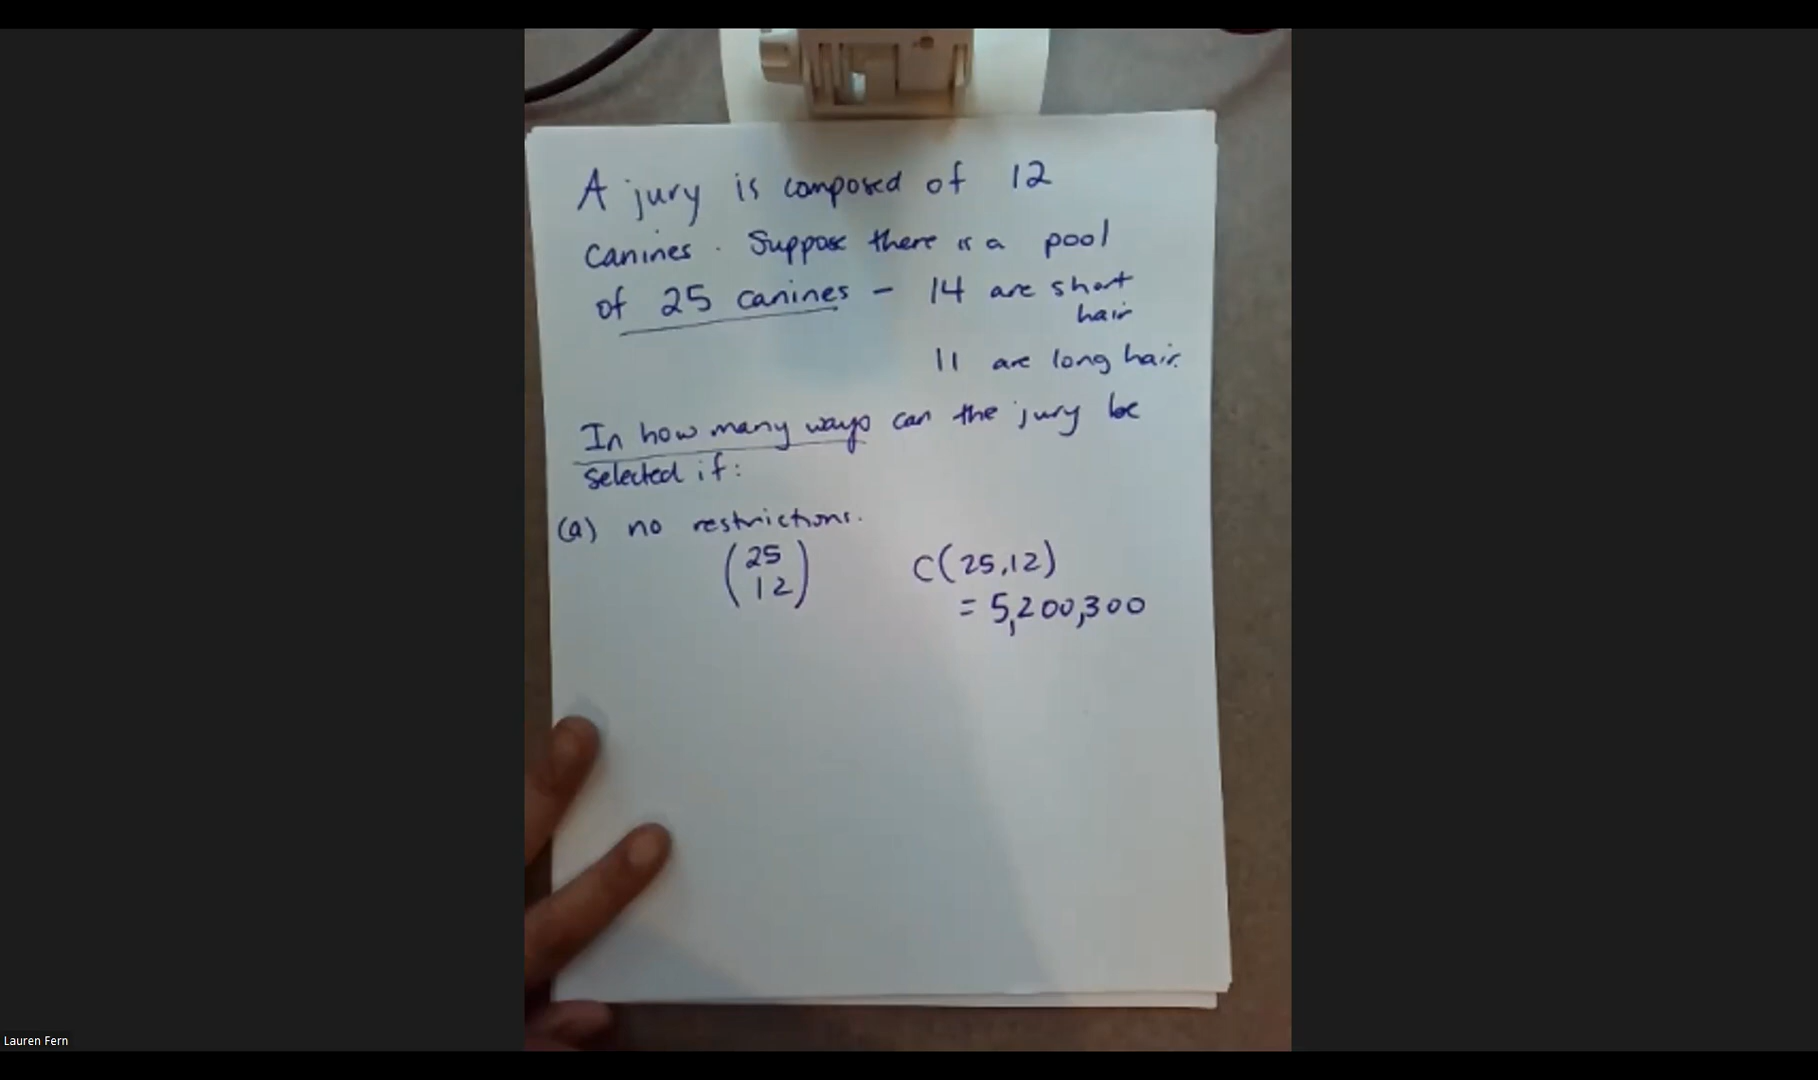 A jury is composed of 12
canines. Suppose there is a pool
of 25 canines - 14 are short
hair
11 are long hair.
In how many ways can the jury be
selected if:
(a) no restrictions.
(25 12) C(25,12)
= 5,200,300
Lauren Fern